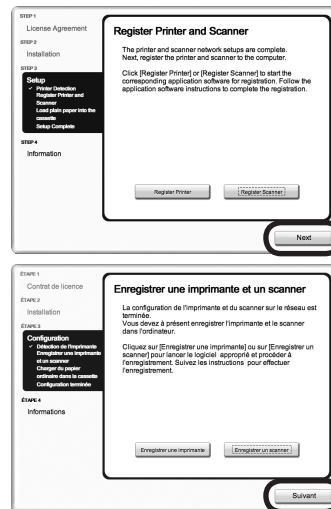 STEP 1
License Agreement
STEP 2
Installation
STEP 3
Setup
✓ Printer Detection
Register Printer and
Scanner
Load plain paper into the
cassette
Setup Complete
STEP 4
Information
Register Printer and Scanner
The printer and scanner network setups are complete.
Next, register the printer and scanner to the computer.
Click [Register Printer] or [Register Scanner] to start the
corresponding application software for registration. Follow the
application software instructions to complete the registration.
Register Printer
Register Scanner
Next
ÉTAPE 1
Contrat de licence
ÉTAPE 2
Installation
ÉTAPE 3
Configuration
✓ Détection de l'imprimante
Enregistrer une imprimante
et un scanner
Charger du papier
ordinaire dans la cassette
Configuration terminée
ÉTAPE 4
Informations
Enregistrer une imprimante et un scanner
La configuration de l'imprimante et du scanner sur le réseau est
terminée.
Vous devez à présent enregistrer l'imprimante et le scanner
dans l'ordinateur.
Cliquez sur [Enregistrer une imprimante] ou sur [Enregistrer un
scanner] pour lancer le logiciel approprié et procéder à
l'enregistrement. Suivez les instructions pour effectuer
l'enregistrement.
Enregistrer une imprimante
Enregistrer un scanner
Suivant